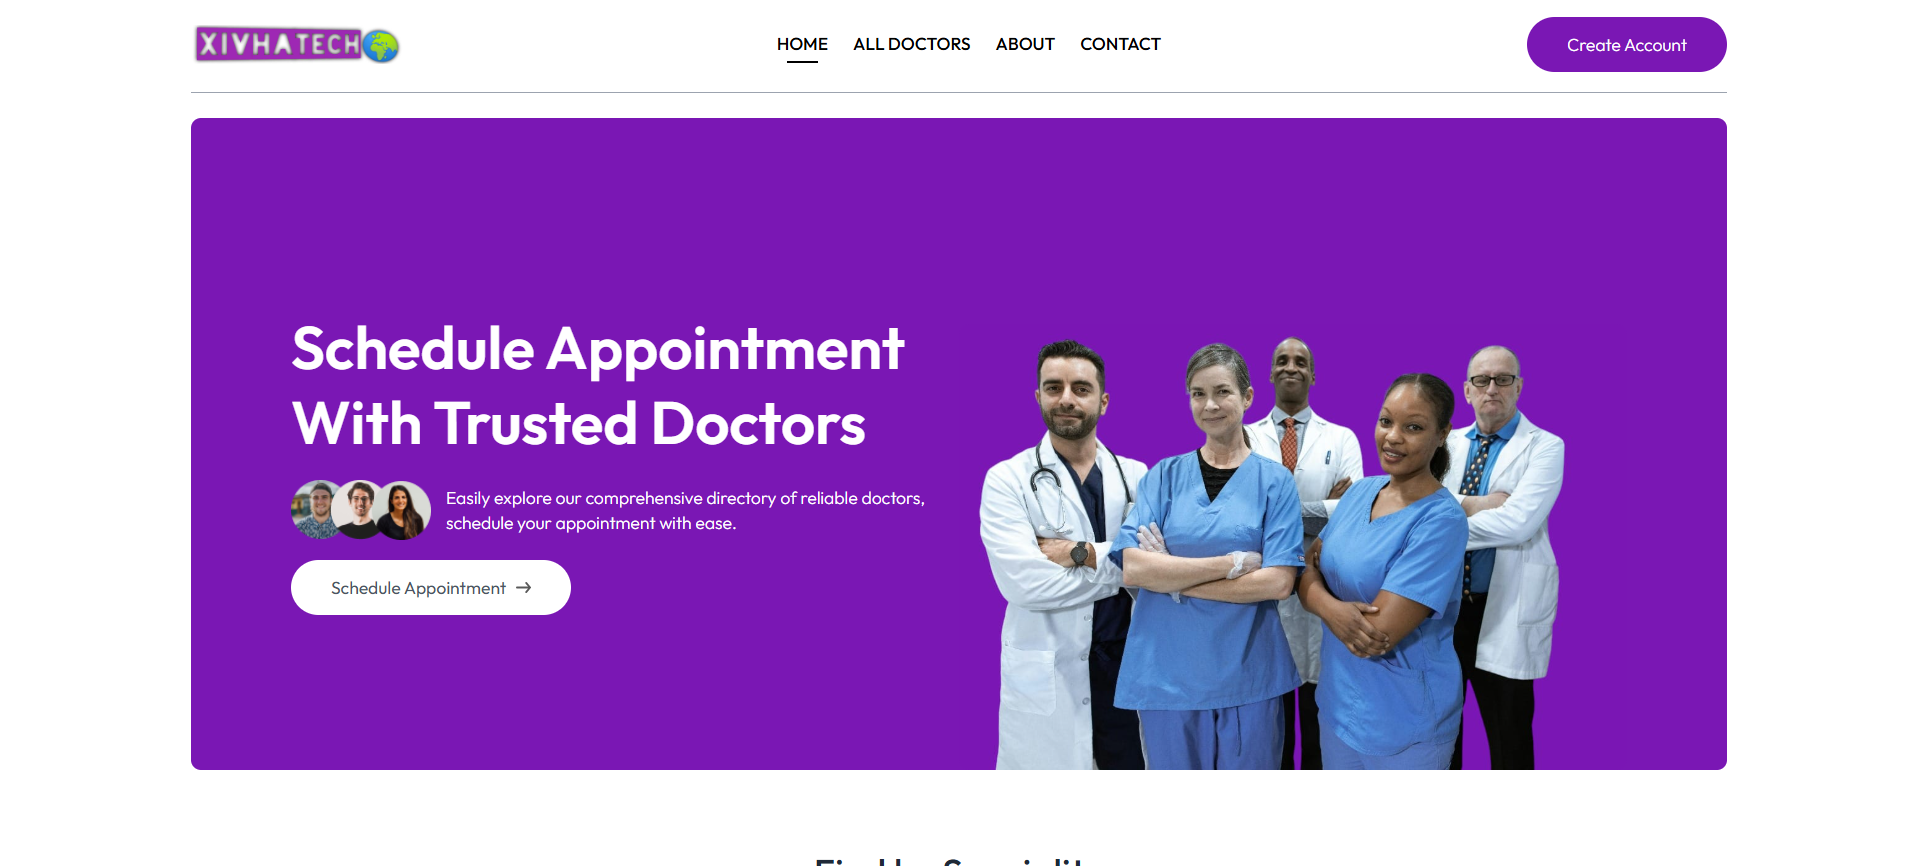 XIVHATECH
HOME
ALL DOCTORS
ABOUT
CONTACT
Create Account
Schedule Appointment
With Trusted Doctors
Easily explore our comprehensive directory of reliable doctors,
schedule your appointment with ease.
Schedule Appointment →